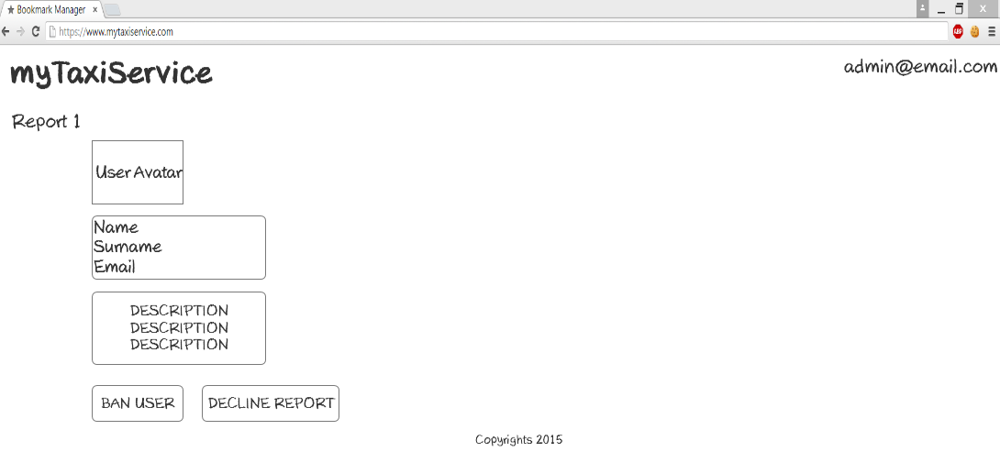 Bookmark Manager
https://www.mytaxiservice.com
ABP
myTaxiService
admin@email.com
Report 1
User Avatar
Name
Surname
Email
DESCRIPTION
DESCRIPTION
DESCRIPTION
BAN USER
DECLINE REPORT
Copyrights 2015